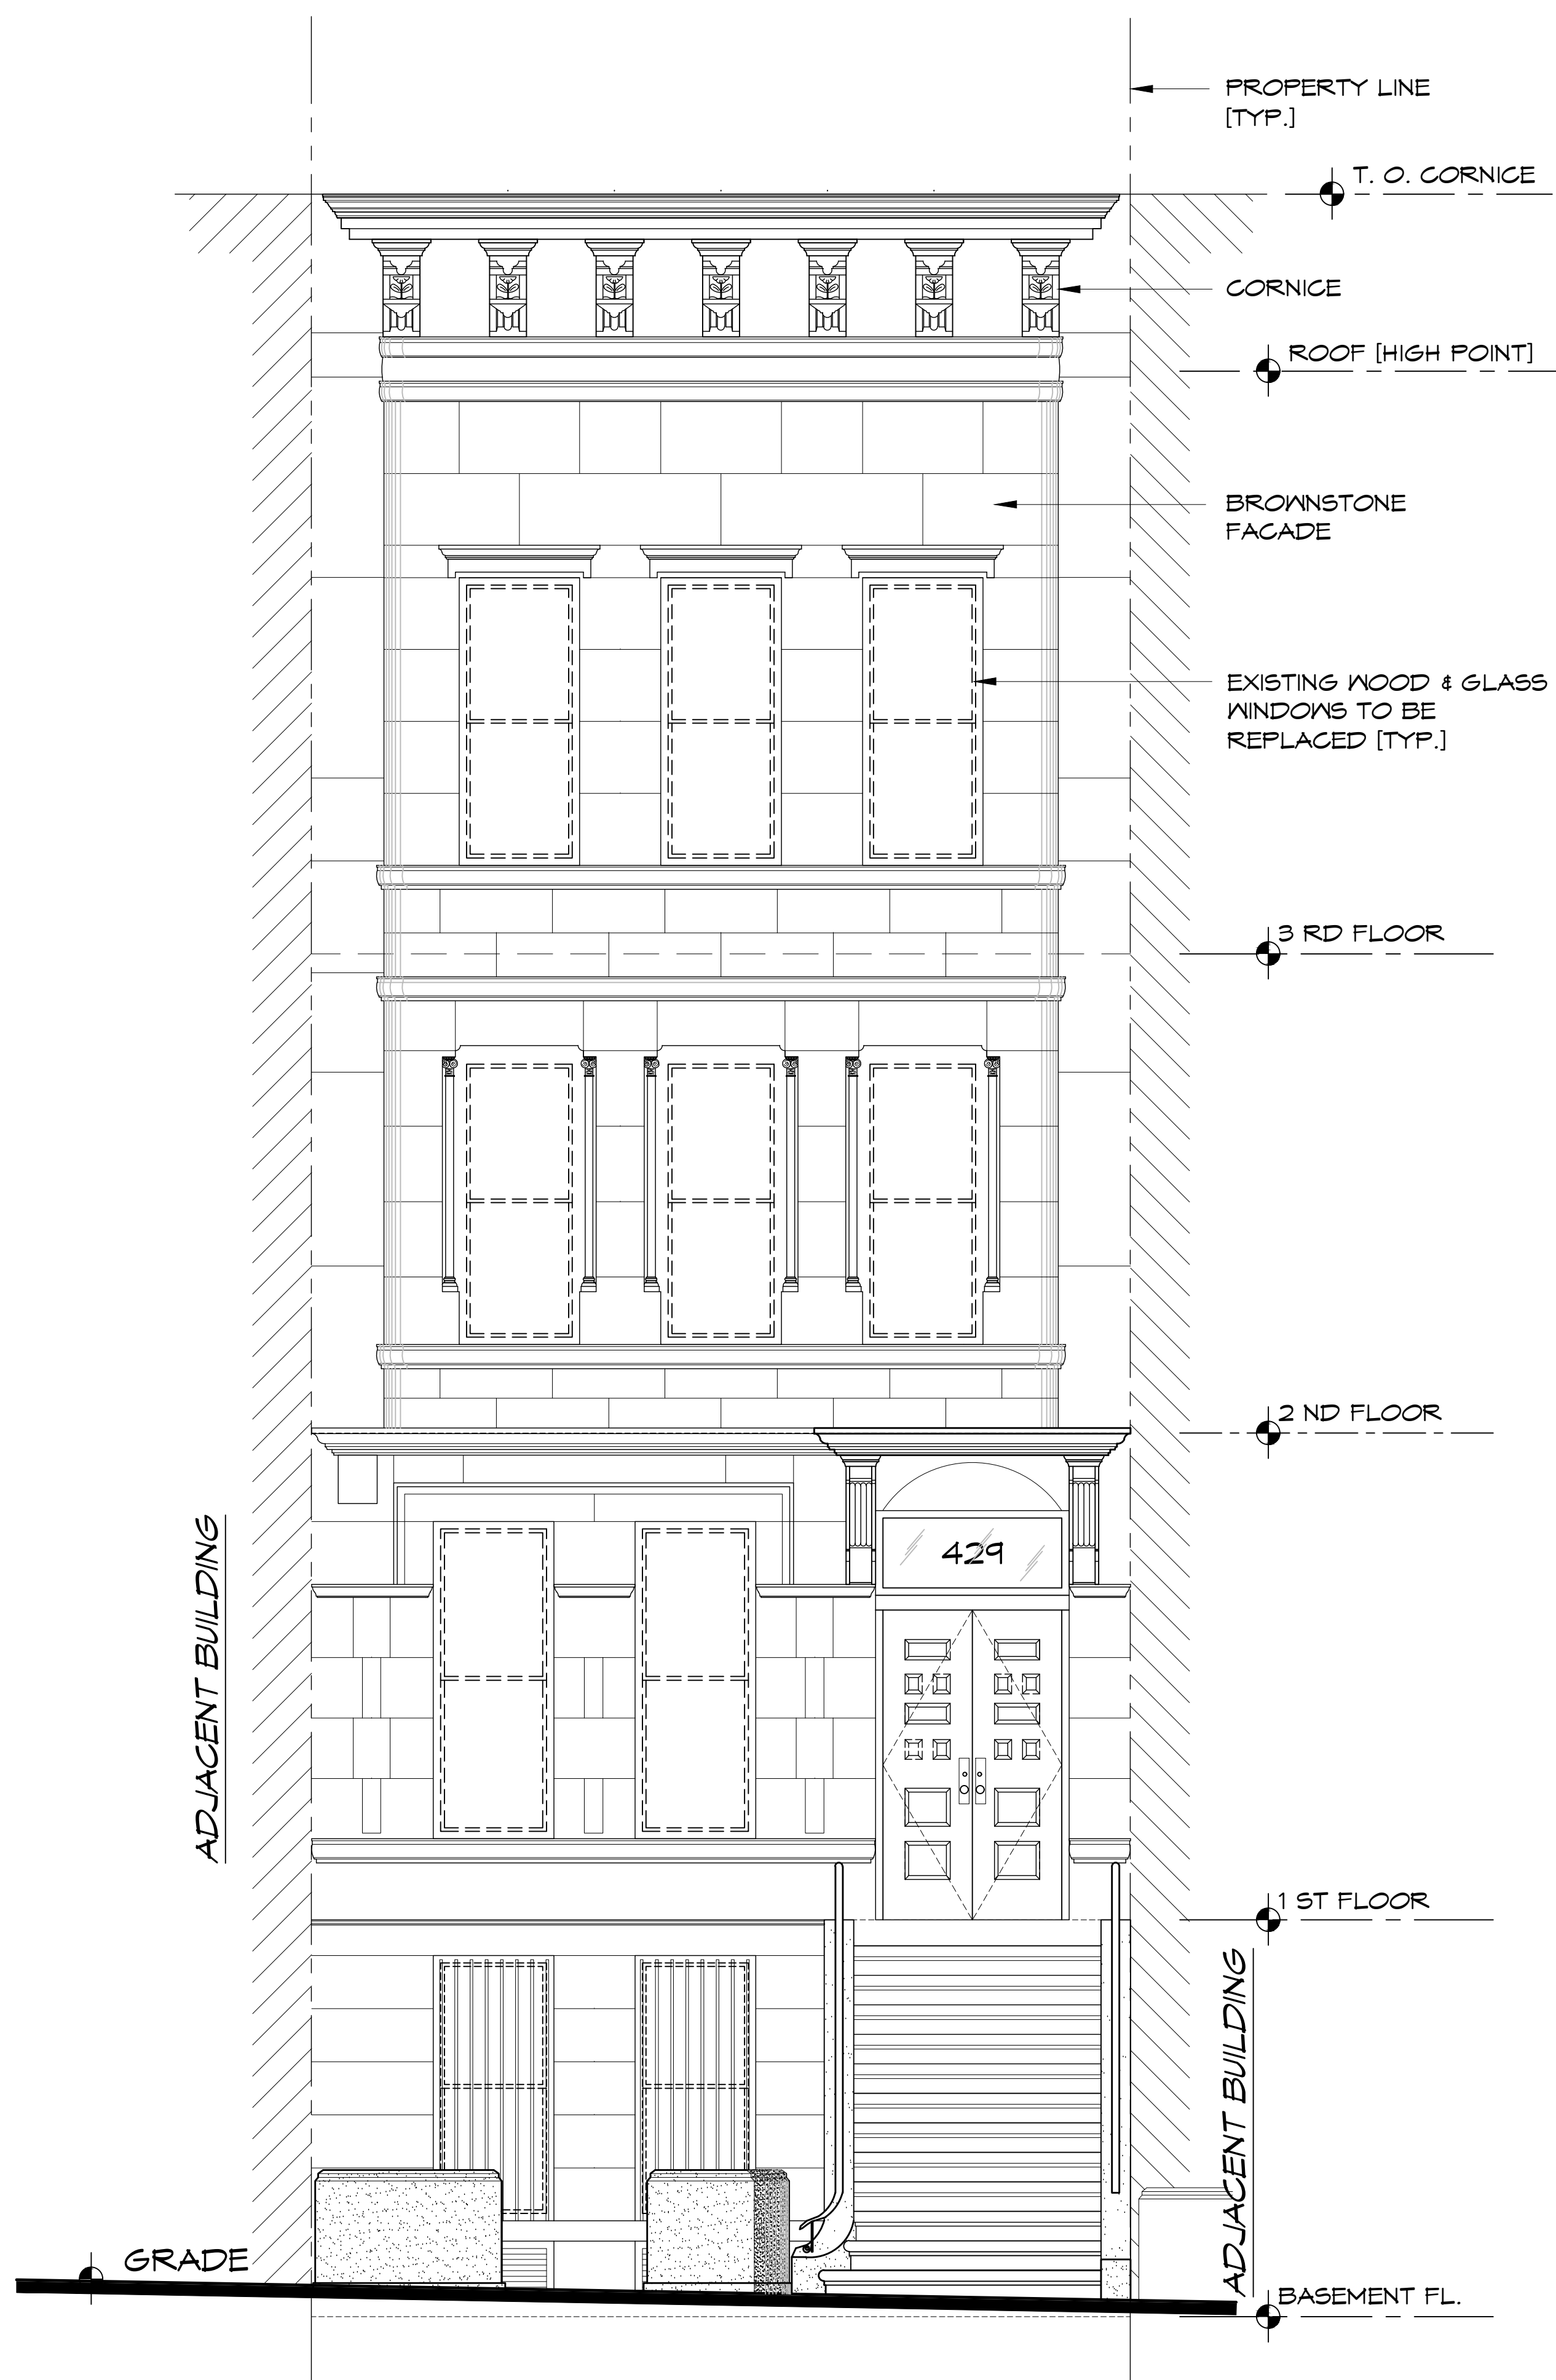 PROPERTY LINE
[TYP.]
T. O. CORNICE
CORNICE
ROOF [HIGH POINT]
BROWNSTONE
FACADE
EXISTING WOOD & GLASS
WINDOWS TO BE
REPLACED [TYP.]
3 RD FLOOR
2 ND FLOOR
ADJACENT BUILDING
429
1 ST FLOOR
ADJACENT BUILDING
GRADE
BASEMENT FL.